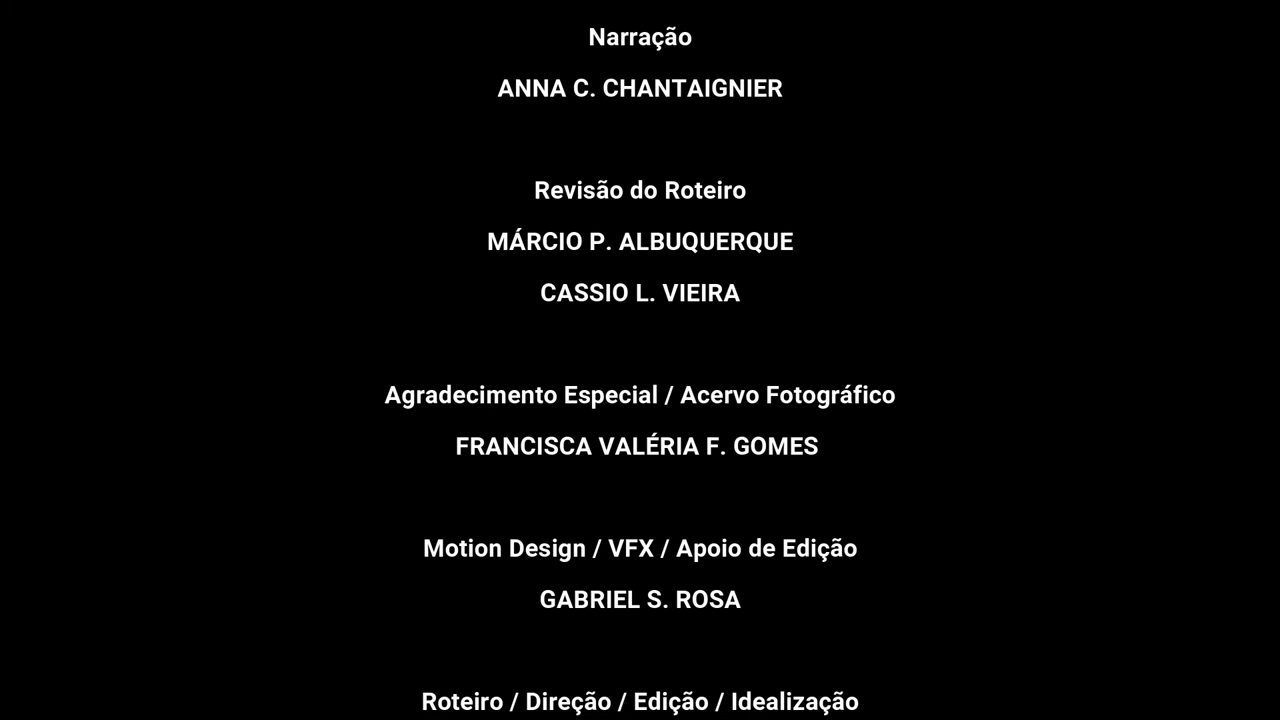 Narração
ANNA C. CHANTAIGNIER
Revisão do Roteiro
MÁRCIO P. ALBUQUERQUE
CASSIO L. VIEIRA
Agradecimento Especial / Acervo Fotográfico
FRANCISCA VALÉRIA F. GOMES
Motion Design / VFX / Apoio de Edição
GABRIEL S. ROSA
Roteiro / Direção / Edição / Idealização